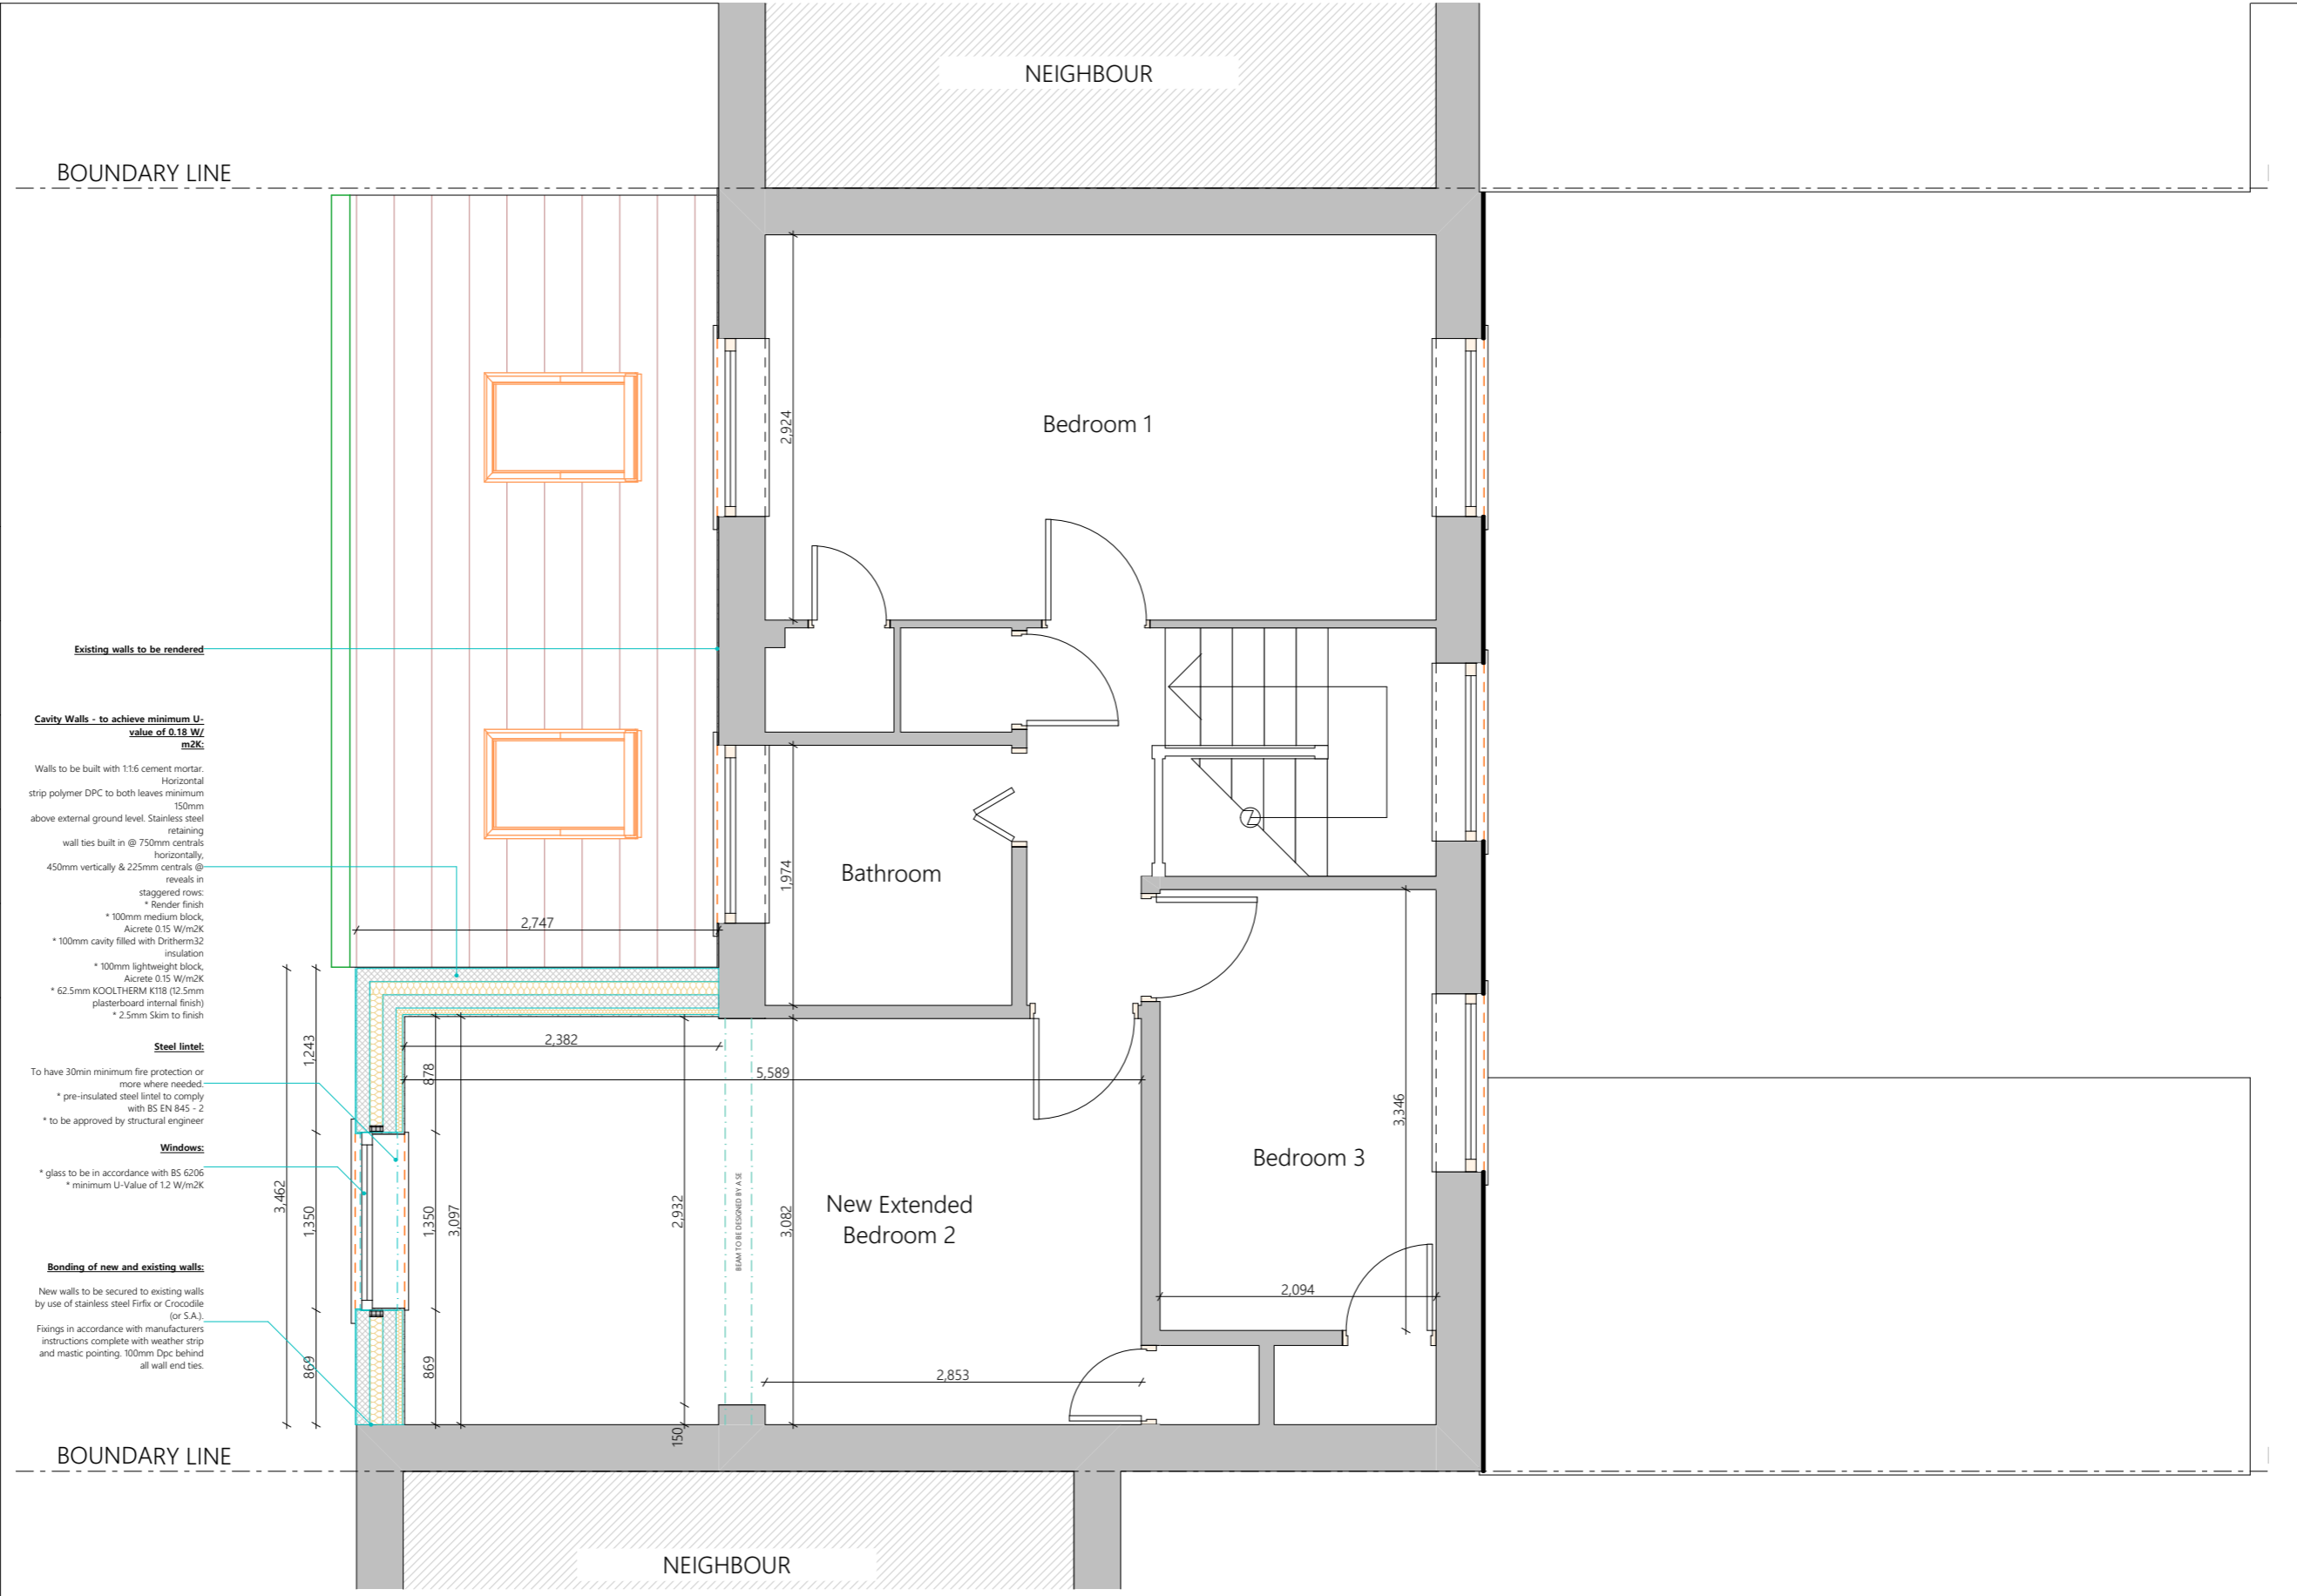 NEIGHBOUR
BOUNDARY LINE
2,924
Bedroom 1
Existing walls to be rendered
Cavity Walls - to achieve minimum U-
value of 0.18 W/
m2K:
Walls to be built with 1:1:6 cement mortar.
Horizontal
strip polymer DPC to both leaves minimum
150mm
above external ground level. Stainless steel
retaining
wall ties built in @ 750mm centrals
horizontally,
450mm vertically & 225mm centrals @
reveals in
staggered rows:
* Render finish
* 100mm medium block,
Aicrete 0.15 W/m2K
* 100mm cavity filled with Dritherm32
insulation
* 100mm lightweight block,
Aicrete 0.15 W/m2K
* 62.5mm KOOLTHERM K118 (12.5mm
plasterboard internal finish)
* 2.5mm Skim to finish
Bathroom
1,974
2,747
Steel lintel:
To have 30min minimum fire protection or
more where needed.
* pre-insulated steel lintel to comply
with BS EN 845 - 2
* to be approved by structural engineer
Windows:
* glass to be in accordance with BS 6206
* minimum U-Value of 1.2 W/m2K
Bonding of new and existing walls:
New walls to be secured to existing walls
by use of stainless steel Firfix or Crocodile
(or S.A.).
Fixings in accordance with manufacturers
instructions complete with weather strip
and mastic pointing. 100mm Dpc behind
all wall end ties.
3,462
1,243
1,350
869
878
1,350
869
3,097
2,382
5,589
2,932
150
BEAM TO BE DESIGNED BY A SE
3,082
New Extended
Bedroom 2
2,853
Bedroom 3
3,346
2,094
BOUNDARY LINE
NEIGHBOUR